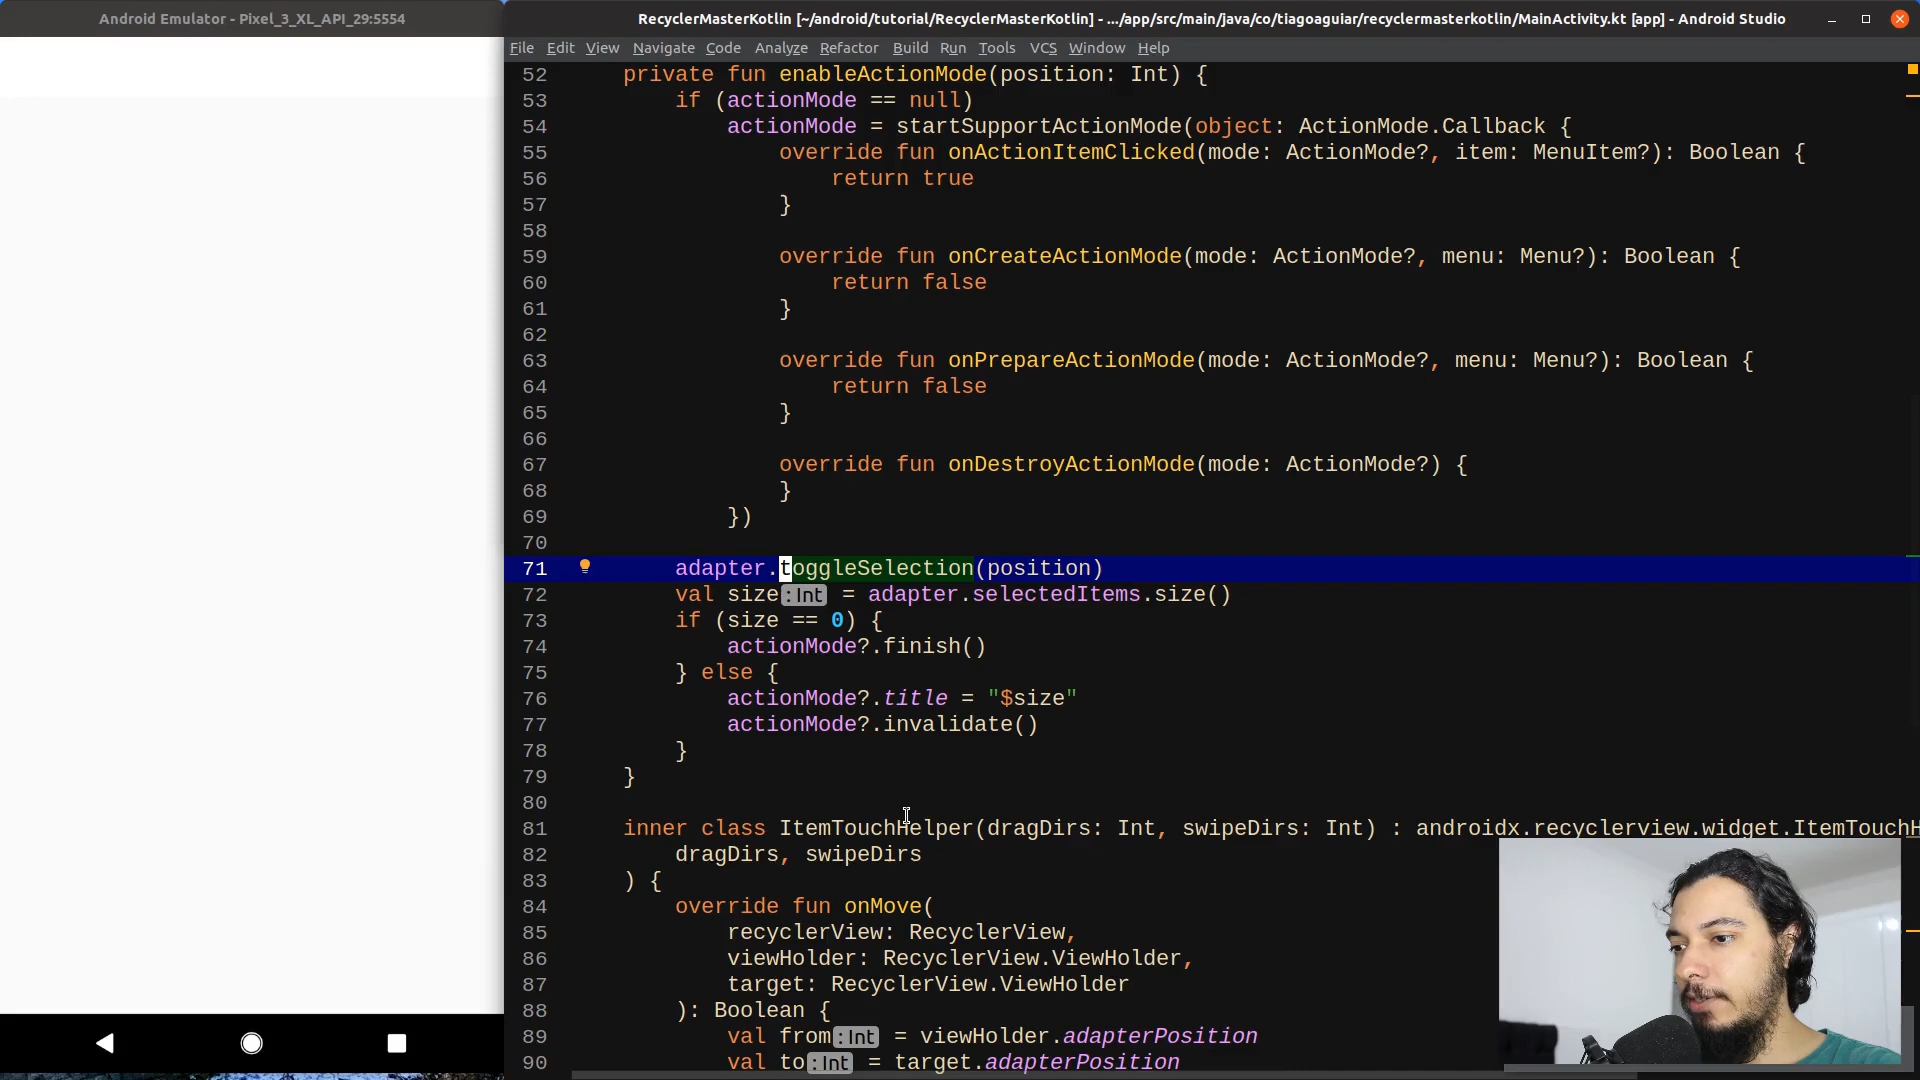 Android Emulator - Pixel_3_XL_API_29:5554
RecyclerMasterKotlin [~/android/tutorial/RecyclerMasterKotlin] - .../app/src/main/java/co/tiagoaguiar/recyclermasterkotlin/MainActivity.kt [app] - Android Studio
File Edit View Navigate Code Analyze Refactor Build Run Tools VCS Window Help
52 private fun enableActionMode(position: Int) {
53 if (actionMode == null)
54 actionMode = startSupportActionMode(object: ActionMode.Callback {
55 override fun onActionItemClicked(mode: ActionMode?, item: MenuItem?): Boolean {
56 return true
57 }
58
59 override fun onCreateActionMode(mode: ActionMode?, menu: Menu?): Boolean {
60 return false
61 }
62
63 override fun onPrepareActionMode(mode: ActionMode?, menu: Menu?): Boolean {
64 return false
65 }
66
67 override fun onDestroyActionMode(mode: ActionMode?) {
68 }
69 })
70
71 adapter.toggleSelection(position)
72 val size:Int = adapter.selectedItems.size()
73 if (size == 0) {
74 actionMode?.finish()
75 } else {
76 actionMode?.title = "$size"
77 actionMode?.invalidate()
78 }
79 }
80
81 inner class ItemTouchHelper(dragDirs: Int, swipeDirs: Int) : androidx.recyclerview.widget.ItemTouchH
82 dragDirs, swipeDirs
83 ) {
84 override fun onMove(
85 recyclerView: RecyclerView,
86 viewHolder: RecyclerView.ViewHolder,
87 target: RecyclerView.ViewHolder
88 ): Boolean {
89 val from:Int = viewHolder.adapterPosition
90 val to:Int = target.adapterPosition